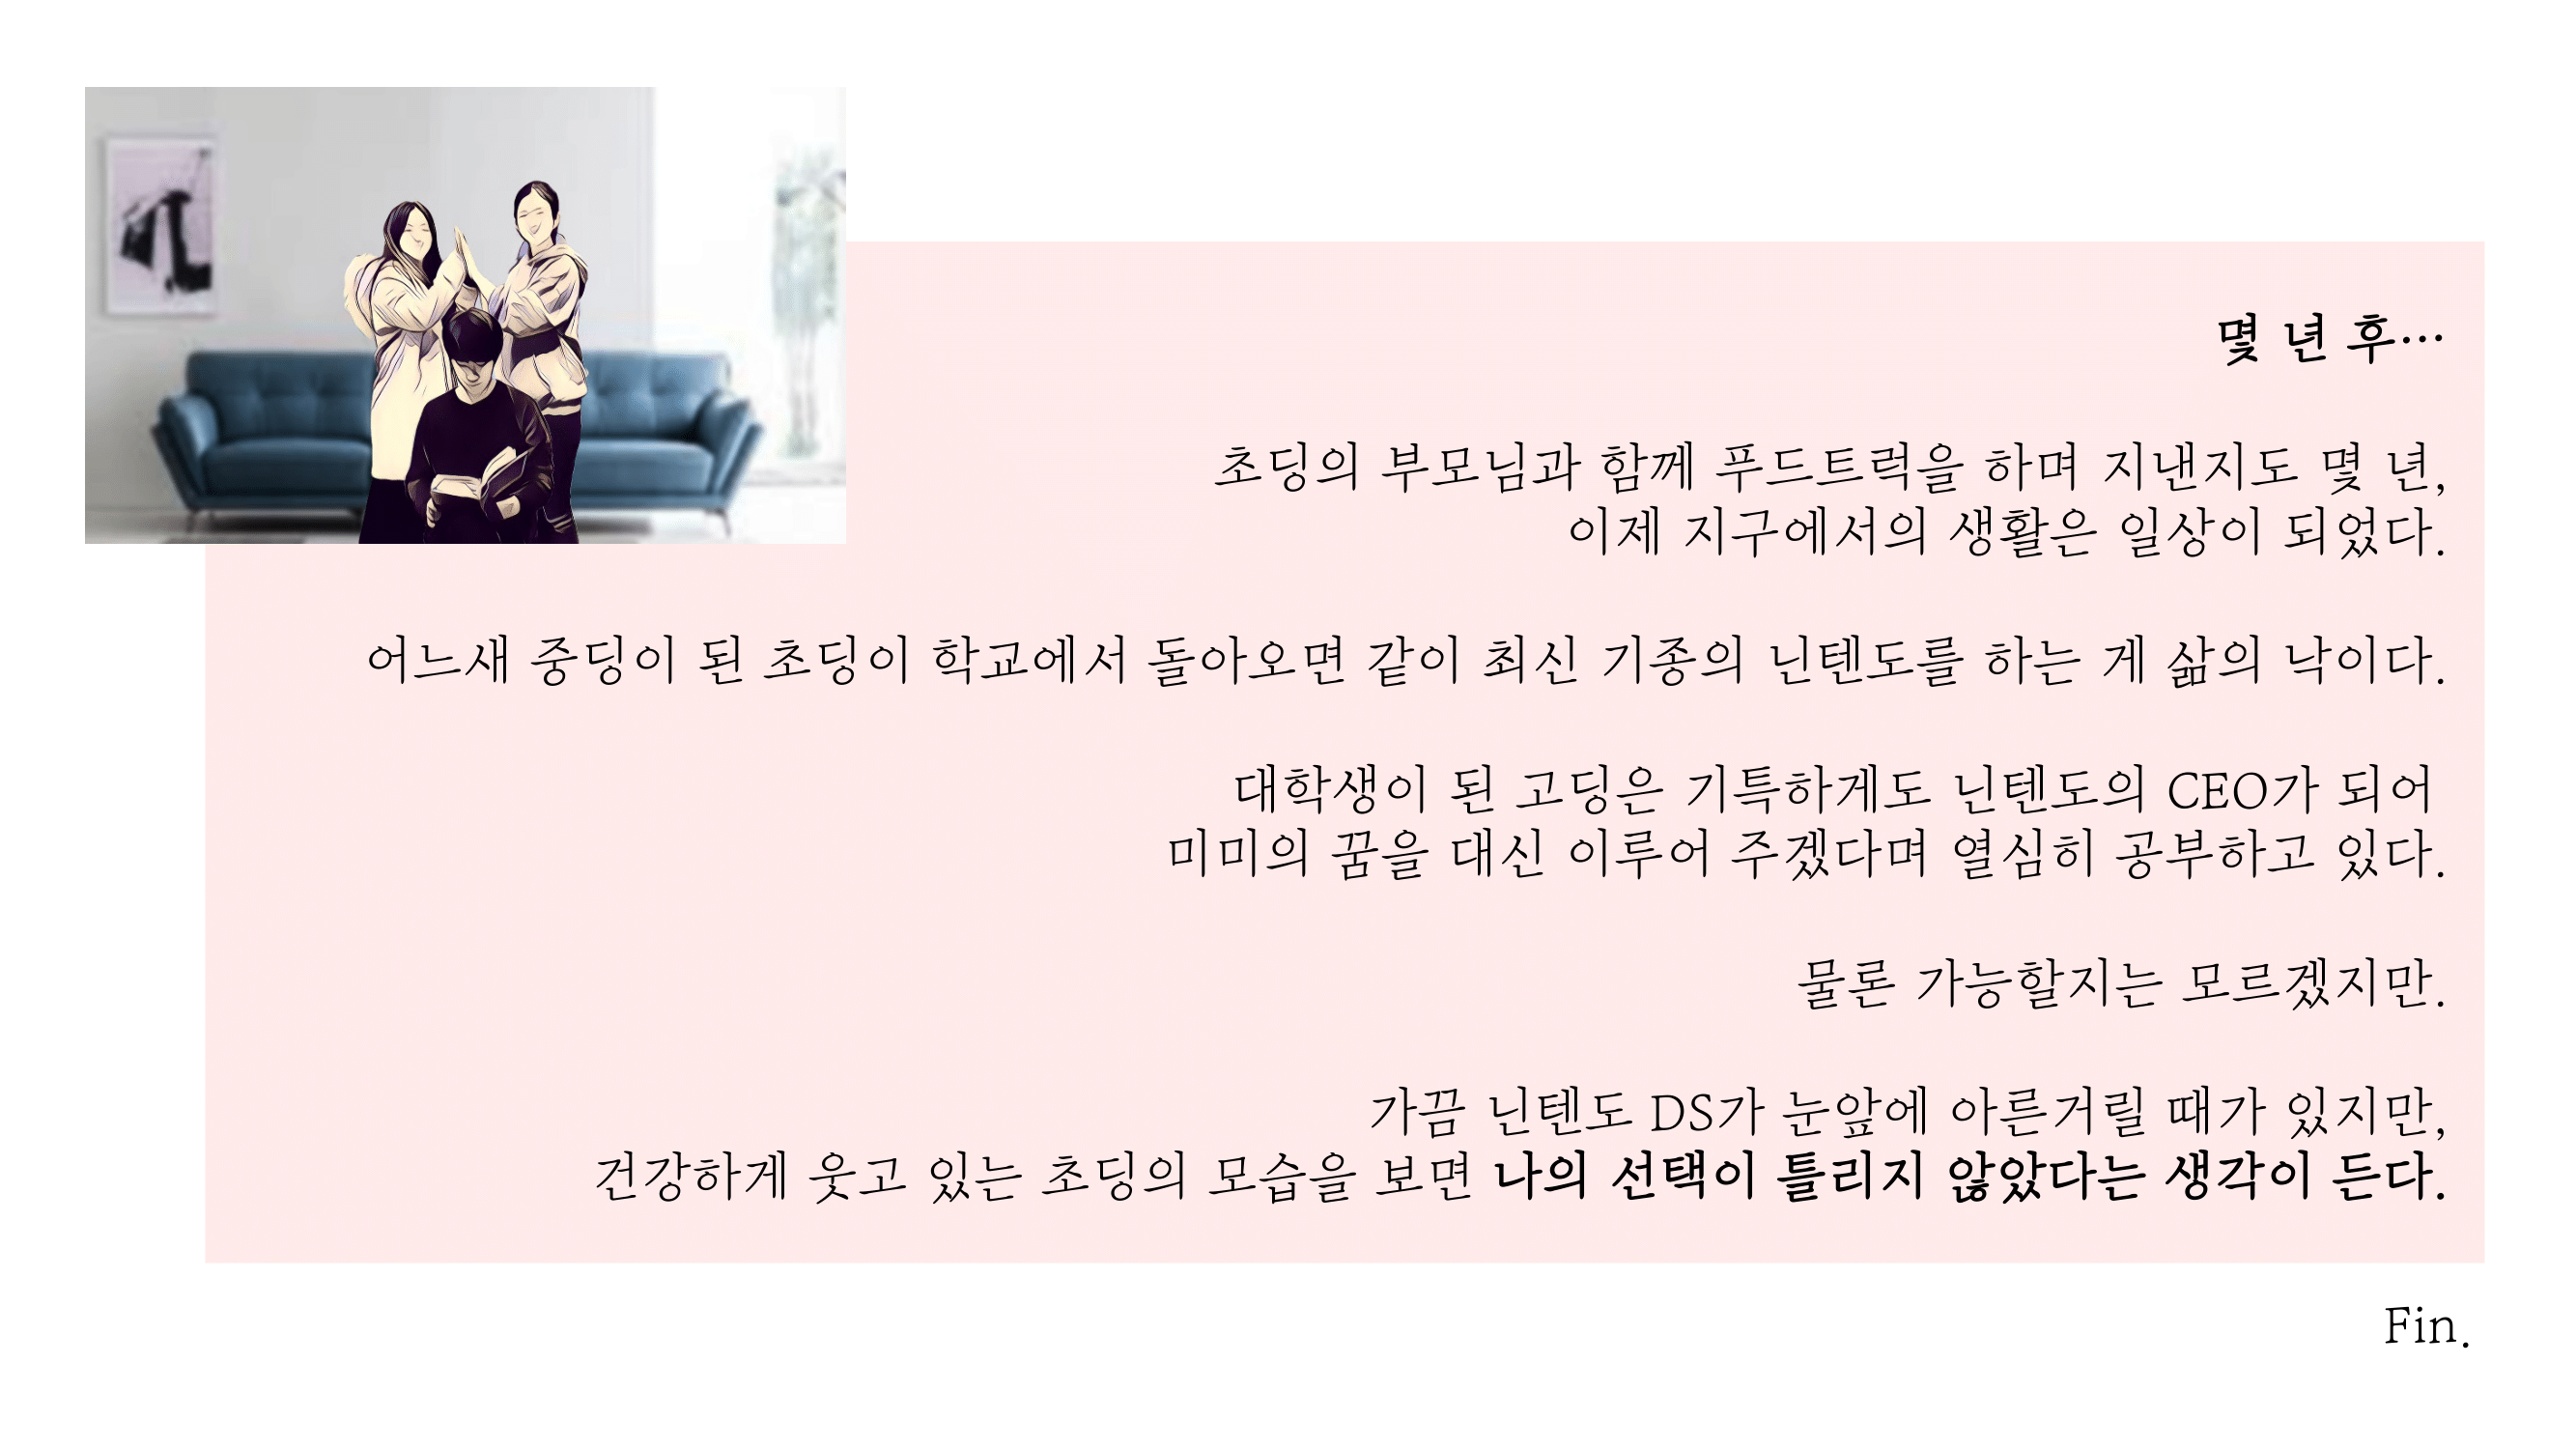 몇 년 후…
초딩의 부모님과 함께 푸드트럭을 하며 지낸지도 몇 년,
이제 지구에서의 생활은 일상이 되었다.
어느새 중딩이 된 초딩이 학교에서 돌아오면 같이 최신 기종의 닌텐도를 하는 게 삶의 낙이다.
대학생이 된 고딩은 기특하게도 닌텐도의 CEO가 되어
미미의 꿈을 대신 이루어 주겠다며 열심히 공부하고 있다.
물론 가능할지는 모르겠지만.
가끔 닌텐도 DS가 눈앞에 아른거릴 때가 있지만,
건강하게 웃고 있는 초딩의 모습을 보면 나의 선택이 틀리지 않았다는 생각이 든다.
Fin.